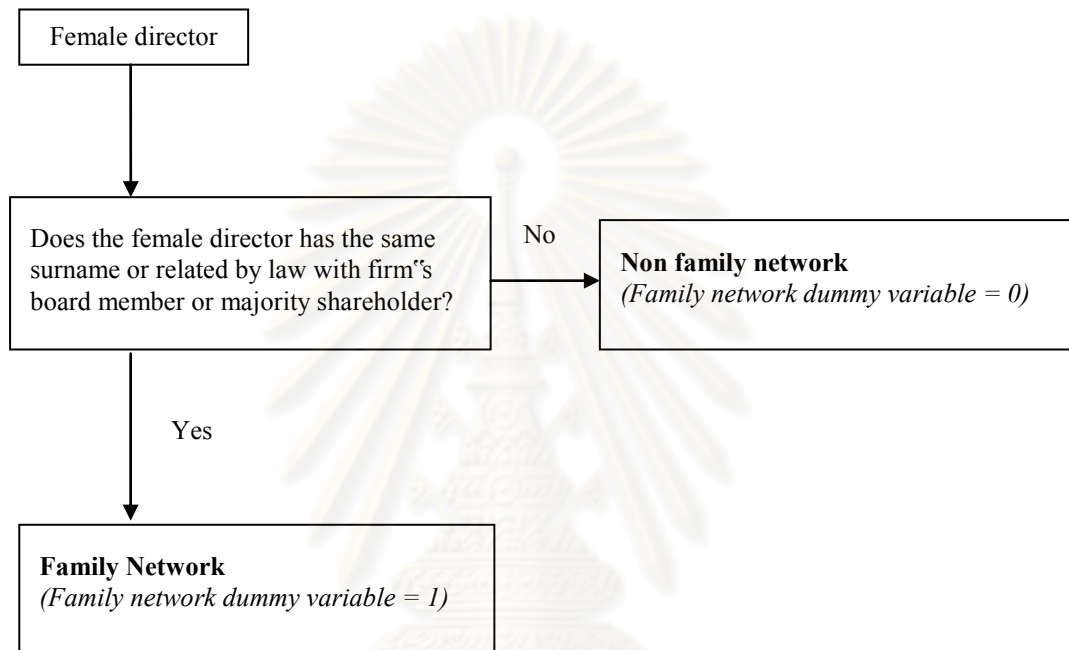 Female director
Does the female director has the same
surname or related by law with firm‟s
board member or majority shareholder?
No
Non family network
(Family network dummy variable = 0)
Yes
Family Network
(Family network dummy variable = 1)